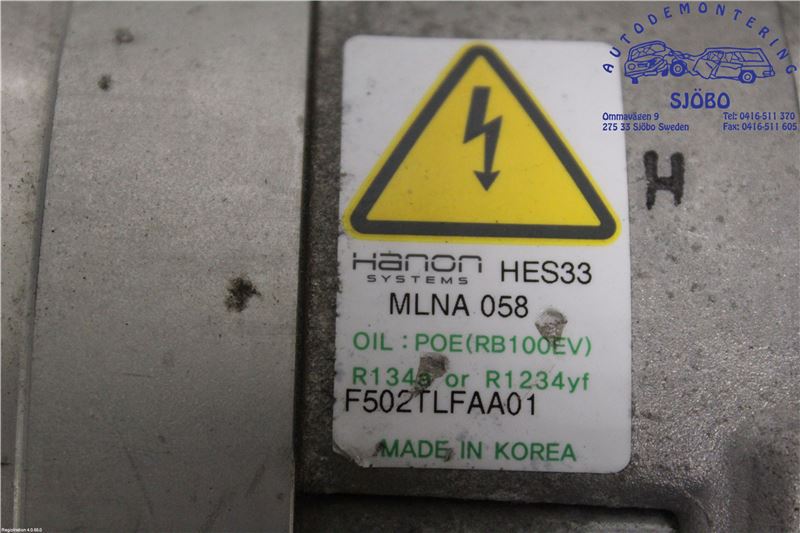 AUTODEMONTERING
SJÖBO
Ommavägen 9
275 33 Sjöbo Sweden
Tel: 0416-511 370
Fax: 0416-511 605
H
Hanon
SYSTEMS
HES33
MLNA 058
OIL : POE(RB100EV)
R134a or R1234yf
F502TLFAA01
MADE IN KOREA